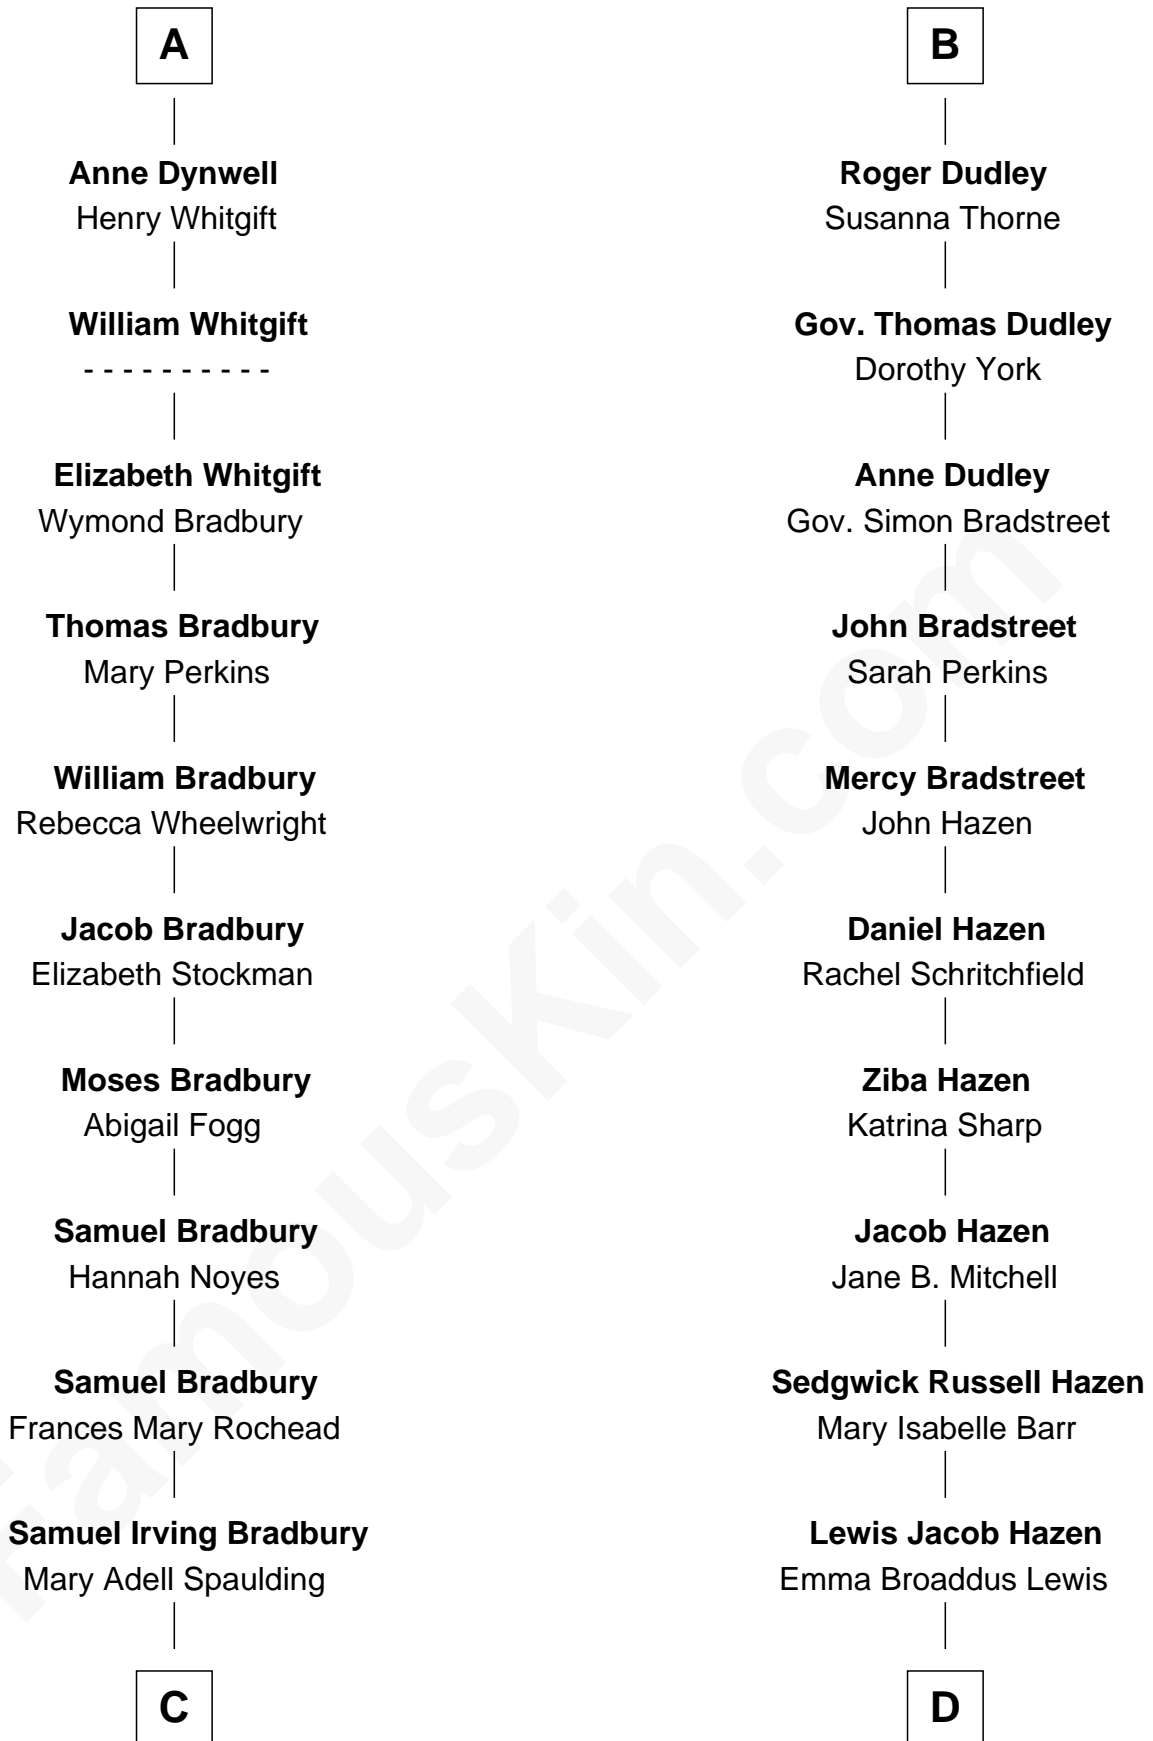 A
Anne Dynwell
Henry Whitgift
William Whitgift
- - - - - - - - - -
Elizabeth Whitgift
Wymond Bradbury
Thomas Bradbury
Mary Perkins
William Bradbury
Rebecca Wheelwright
Jacob Bradbury
Elizabeth Stockman
Moses Bradbury
Abigail Fogg
Samuel Bradbury
Hannah Noyes
Samuel Bradbury
Frances Mary Rochead
Samuel Irving Bradbury
Mary Adell Spaulding
C
B
Roger Dudley
Susanna Thorne
Gov. Thomas Dudley
Dorothy York
Anne Dudley
Gov. Simon Bradstreet
John Bradstreet
Sarah Perkins
Mercy Bradstreet
John Hazen
Daniel Hazen
Rachel Schritchfield
Ziba Hazen
Katrina Sharp
Jacob Hazen
Jane B. Mitchell
Sedgwick Russell Hazen
Mary Isabelle Barr
Lewis Jacob Hazen
Emma Broaddus Lewis
D
FamousKin.com